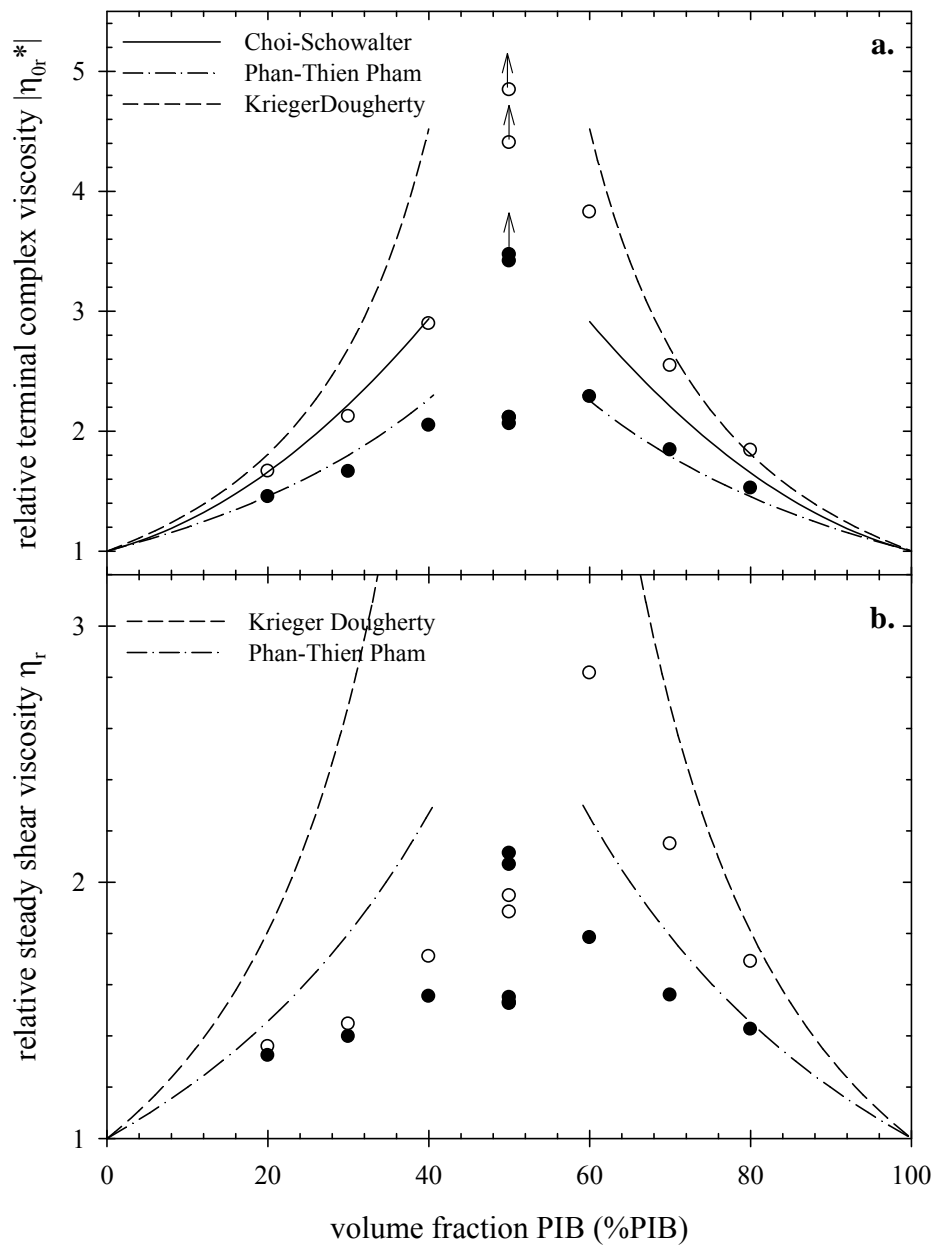 a.
Choi-Schowalter
Phan-Thien Pham
KriegerDougherty
relative terminal complex viscosity |η0r*|
5
4
3
2
1
b.
Krieger Dougherty
Phan-Thien Pham
relative steady shear viscosity ηr
3
2
1
0 20 40 60 80 100
volume fraction PIB (%PIB)